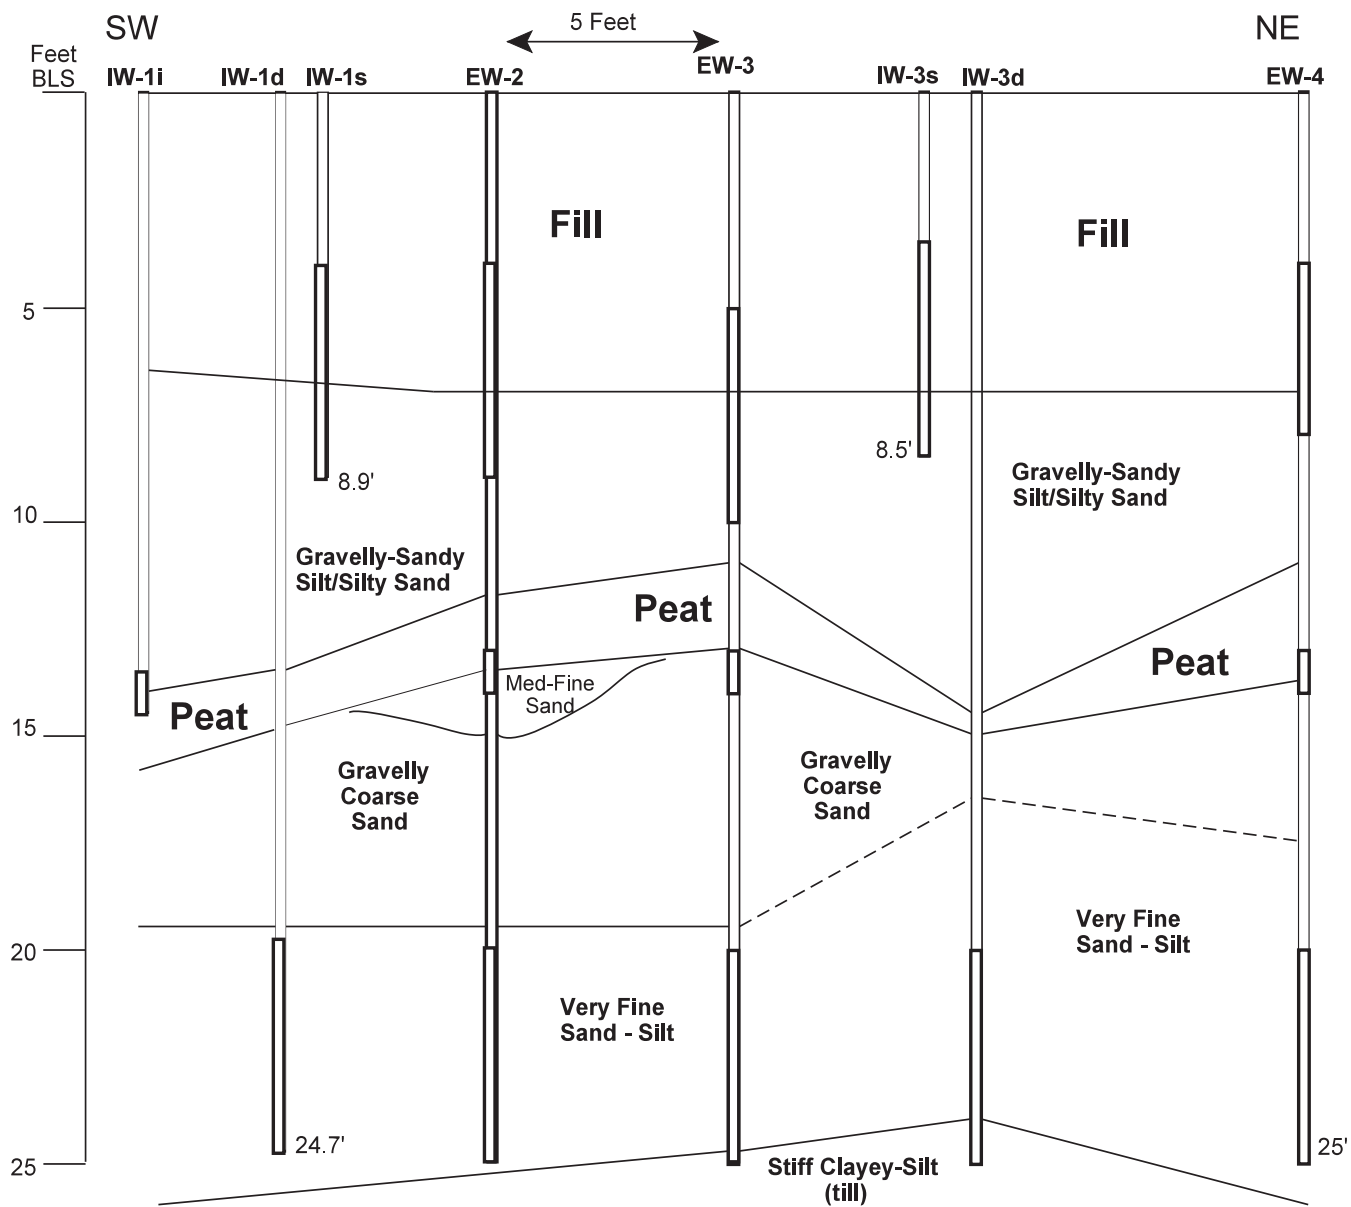 SW
5 Feet
NE
Feet
BLS
IW-1i
IW-1d
IW-1s
EW-2
EW-3
IW-3s
IW-3d
EW-4
Fill
Fill
5
8.5'
8.9'
Gravelly-Sandy
Silt/Silty Sand
10
Gravelly-Sandy
Silt/Silty Sand
Peat
Peat
Med-Fine
Sand
Peat
15
Gravelly
Coarse
Sand
Gravelly
Coarse
Sand
Very Fine
Sand - Silt
20
Very Fine
Sand - Silt
24.7'
25'
25
Stiff Clayey-Silt
(till)